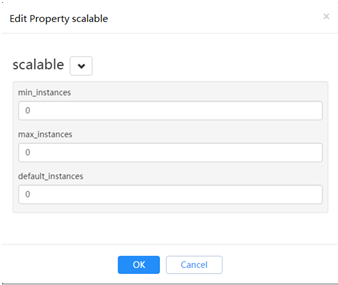 Edit Property scalable ×
scalable
min_instances
0
max_instances
0
default_instances
0
OK Cancel